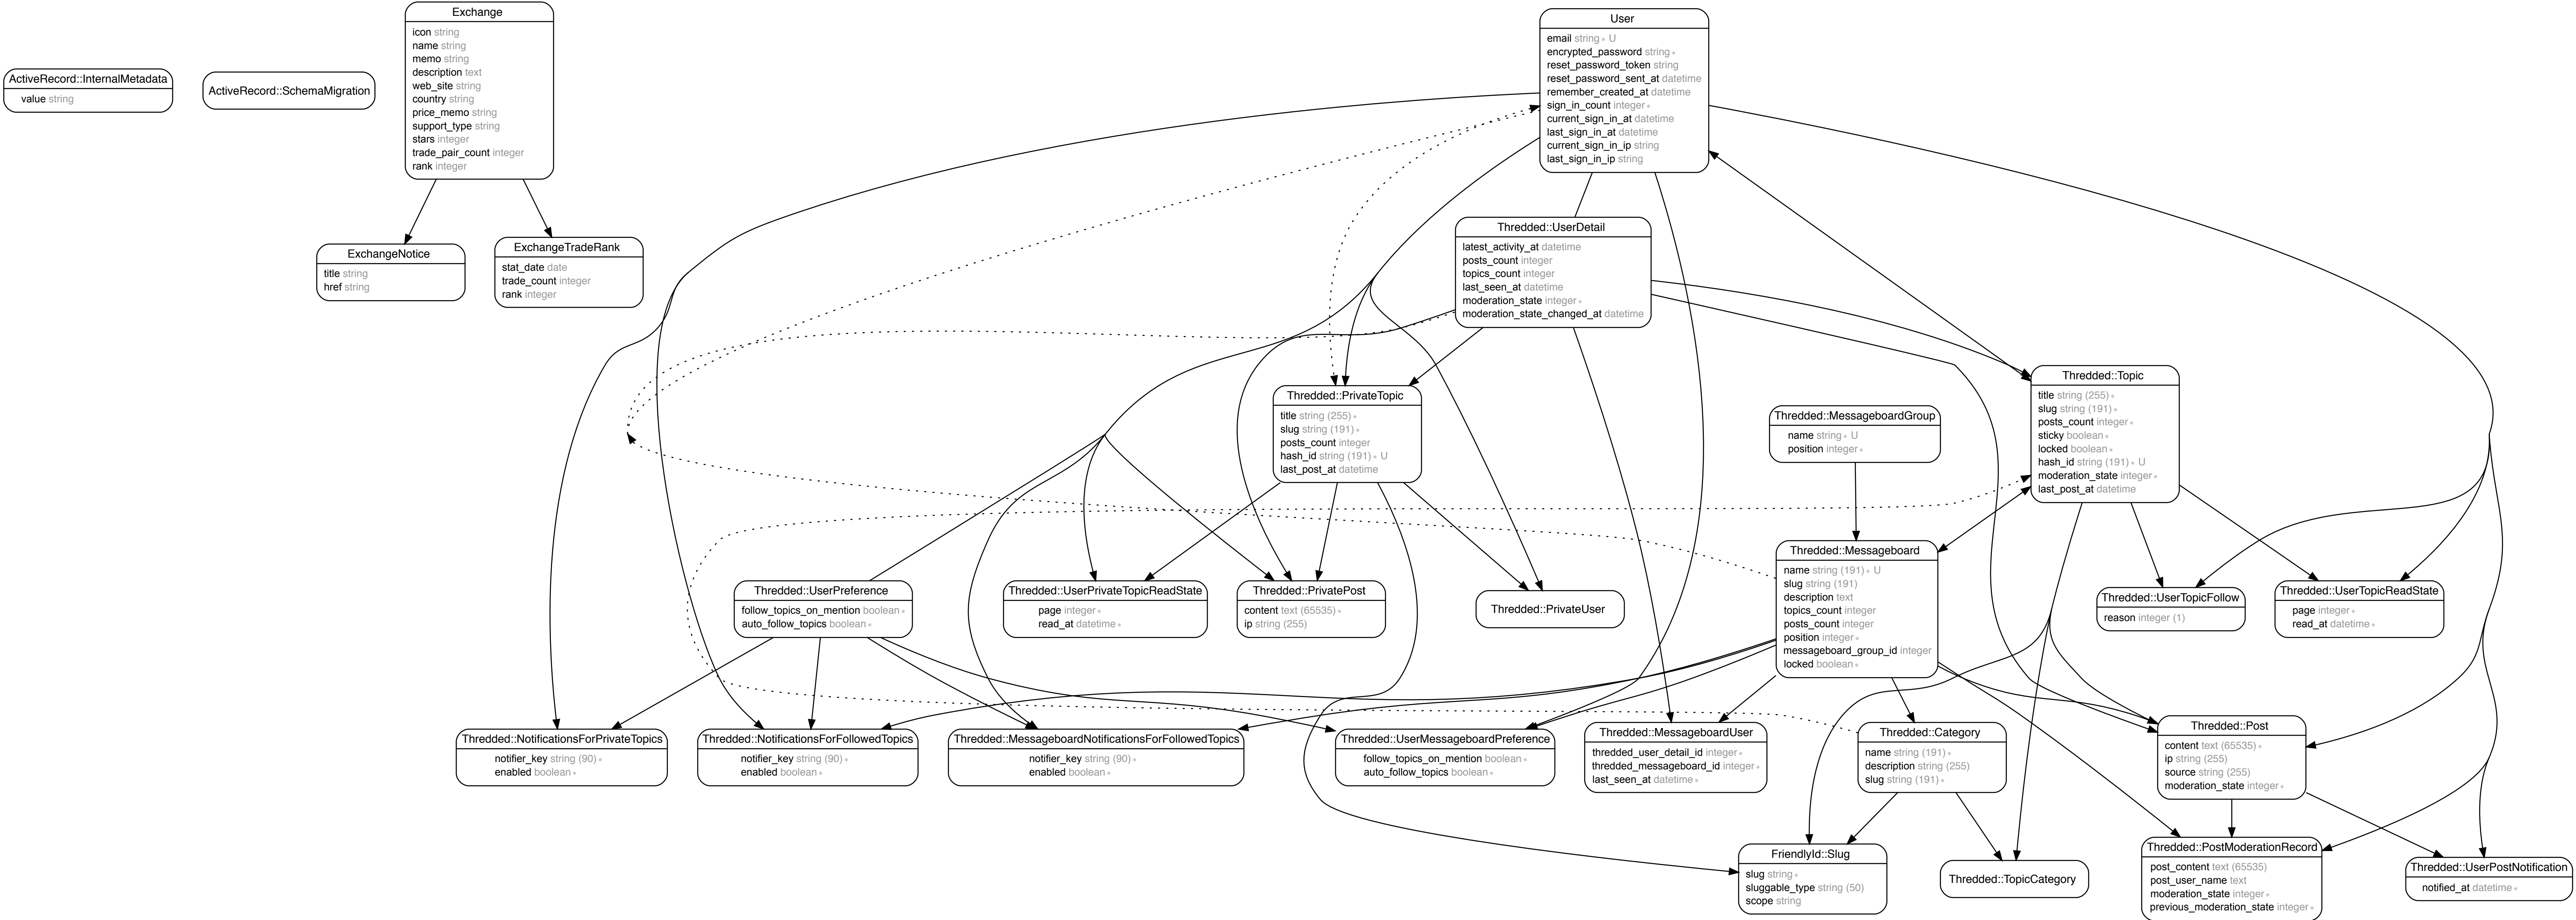 Exchange
icon string
name string
memo string
description text
web_site string
country string
price_memo string
support_type string
stars integer
trade_pair_count integer
rank integer
ActiveRecord::InternalMetadata
value string
ActiveRecord::SchemaMigration
User
email string∗ U
encrypted_password string∗
reset_password_token string
reset_password_sent_at datetime
remember_created_at datetime
sign_in_count integer∗
current_sign_in_at datetime
last_sign_in_at datetime
current_sign_in_ip string
last_sign_in_ip string
ExchangeNotice
title string
href string
ExchangeTradeRank
stat_date date
trade_count integer
rank integer
Thredded::UserDetail
latest_activity_at datetime
posts_count integer
topics_count integer
last_seen_at datetime
moderation_state integer∗
moderation_state_changed_at datetime
Thredded::PrivateTopic
title string (255)∗
slug string (191)∗
posts_count integer
hash_id string (191)∗ U
last_post_at datetime
Thredded::MessageboardGroup
name string∗ U
position integer∗
Thredded::Topic
title string (255)∗
slug string (191)∗
posts_count integer∗
sticky boolean∗
locked boolean∗
hash_id string (191)∗ U
moderation_state integer∗
last_post_at datetime
Thredded::UserPreference
follow_topics_on_mention boolean∗
auto_follow_topics boolean∗
Thredded::UserPrivateTopicReadState
page integer∗
read_at datetime∗
Thredded::PrivatePost
content text (65535)∗
ip string (255)
Thredded::PrivateUser
Thredded::Messageboard
name string (191)∗ U
slug string (191)
description text
topics_count integer
posts_count integer
position integer∗
messageboard_group_id integer
locked boolean∗
Thredded::UserTopicFollow
reason integer (1)
Thredded::UserTopicReadState
page integer∗
read_at datetime∗
Thredded::NotificationsForPrivateTopics
notifier_key string (90)∗
enabled boolean∗
Thredded::NotificationsForFollowedTopics
notifier_key string (90)∗
enabled boolean∗
Thredded::MessageboardNotificationsForFollowedTopics
notifier_key string (90)∗
enabled boolean∗
Thredded::UserMessageboardPreference
follow_topics_on_mention boolean∗
auto_follow_topics boolean∗
Thredded::MessageboardUser
thredded_user_detail_id integer∗
thredded_messageboard_id integer∗
last_seen_at datetime∗
Thredded::Category
name string (191)∗
description string (255)
slug string (191)∗
Thredded::Post
content text (65535)∗
ip string (255)
source string (255)
moderation_state integer∗
FriendlyId::Slug
slug string∗
sluggable_type string (50)
scope string
Thredded::TopicCategory
Thredded::PostModerationRecord
post_content text (65535)
post_user_name text
moderation_state integer∗
previous_moderation_state integer∗
Thredded::UserPostNotification
notified_at datetime∗